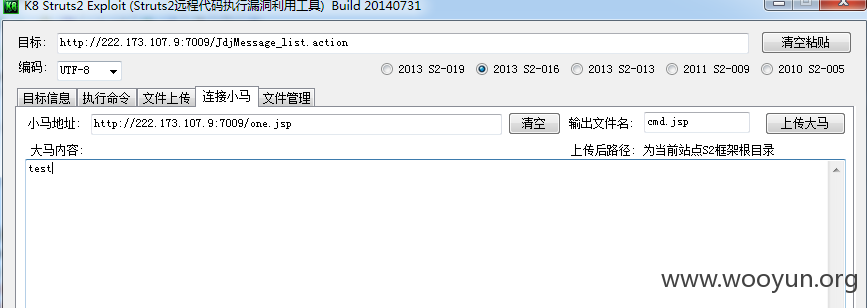 K8 Struts2 Exploit (Struts2远程代码执行漏洞利用工具) Build 20140731
目标: http://222.173.107.9:7009/JdjMessage_list.action 清空粘贴
编码: UTF-8 2013 S2-019 2013 S2-016 2013 S2-013 2011 S2-009 2010 S2-005
目标信息 执行命令 文件上传 连接小马 文件管理
小马地址: http://222.173.107.9:7009/one.jsp 清空 输出文件名: cmd.jsp 上传大马
大马内容: 上传后路径: 为当前站点S2框架根目录
test
www.wooyun.org